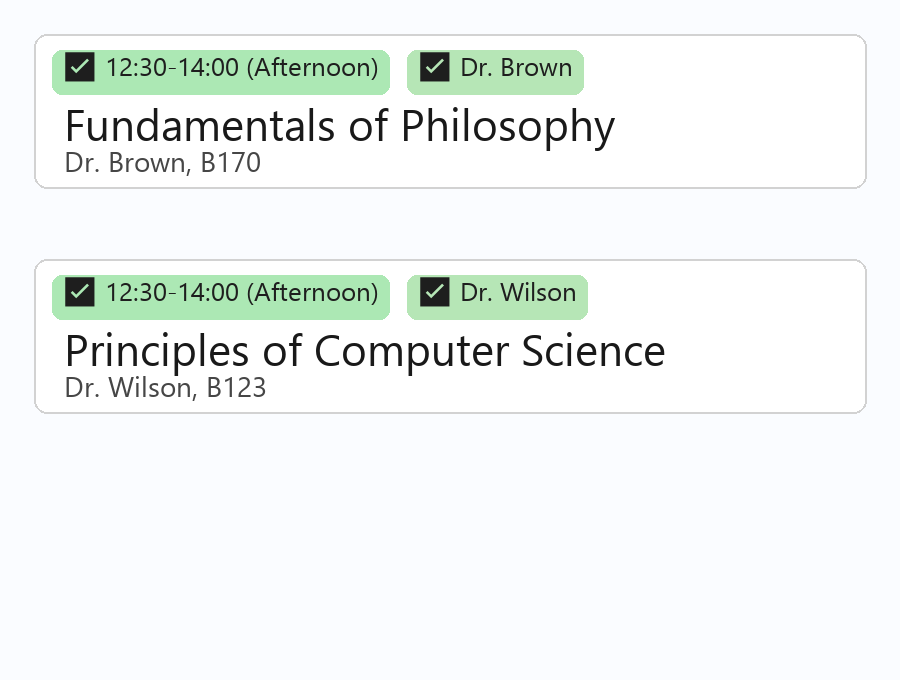 12:30-14:00 (Afternoon) Dr. Brown
Fundamentals of Philosophy
Dr. Brown, B170
12:30-14:00 (Afternoon) Dr. Wilson
Principles of Computer Science
Dr. Wilson, B123